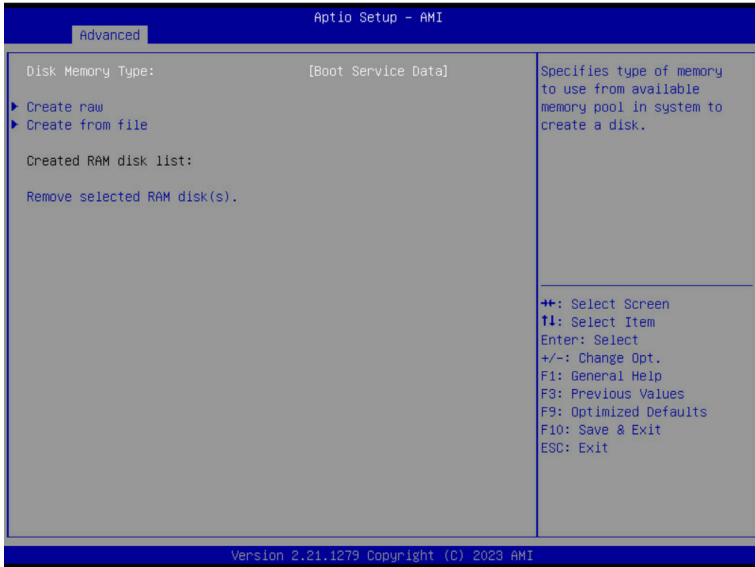 Aptio Setup – AMI
Advanced
Disk Memory Type: [Boot Service Data]
Create raw
Create from file
Created RAM disk list:
Remove selected RAM disk(s).
Specifies type of memory
to use from available
memory pool in system to
create a disk.
→←: Select Screen
↑↓: Select Item
Enter: Select
+/-: Change Opt.
F1: General Help
F3: Previous Values
F9: Optimized Defaults
F10: Save & Exit
ESC: Exit
Version 2.21.1279 Copyright (C) 2023 AMI